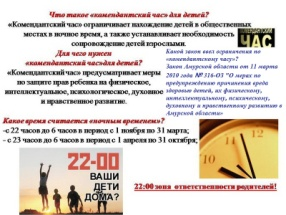 Что такое «комендантский час» для детей?
«Комендантский час» ограничивает нахождение детей в общественных
местах в ночное время, а также устанавливает необходимость
сопровождение детей взрослыми.
Для чего нужен
«комендантский час»для детей?
«Комендантский час» предусматривает меры
по защите прав ребенка на физическое,
интеллектуальное, психологическое, духовное
и нравственное развитие.
Какой закон ввел ограничения по
«комендантскому часу»?
Закон Амурской области от 11 марта
2010 года № 316-ОЗ "О мерах по
предупреждению причинения вреда
здоровью детей, их физическому,
интеллектуальному, психическому,
духовному и нравственному развитию в
Амурской области"
Какое время считается «ночным временем»?
-с 22 часов до 6 часов в период с 1 ноября по 31 марта;
- с 23 часов до 6 часов в период с 1 апреля по 31 октября;
ЧАС
22-00
ВАШИ
ДЕТИ
ДОМА?
22:00 зона ответственности родителей!